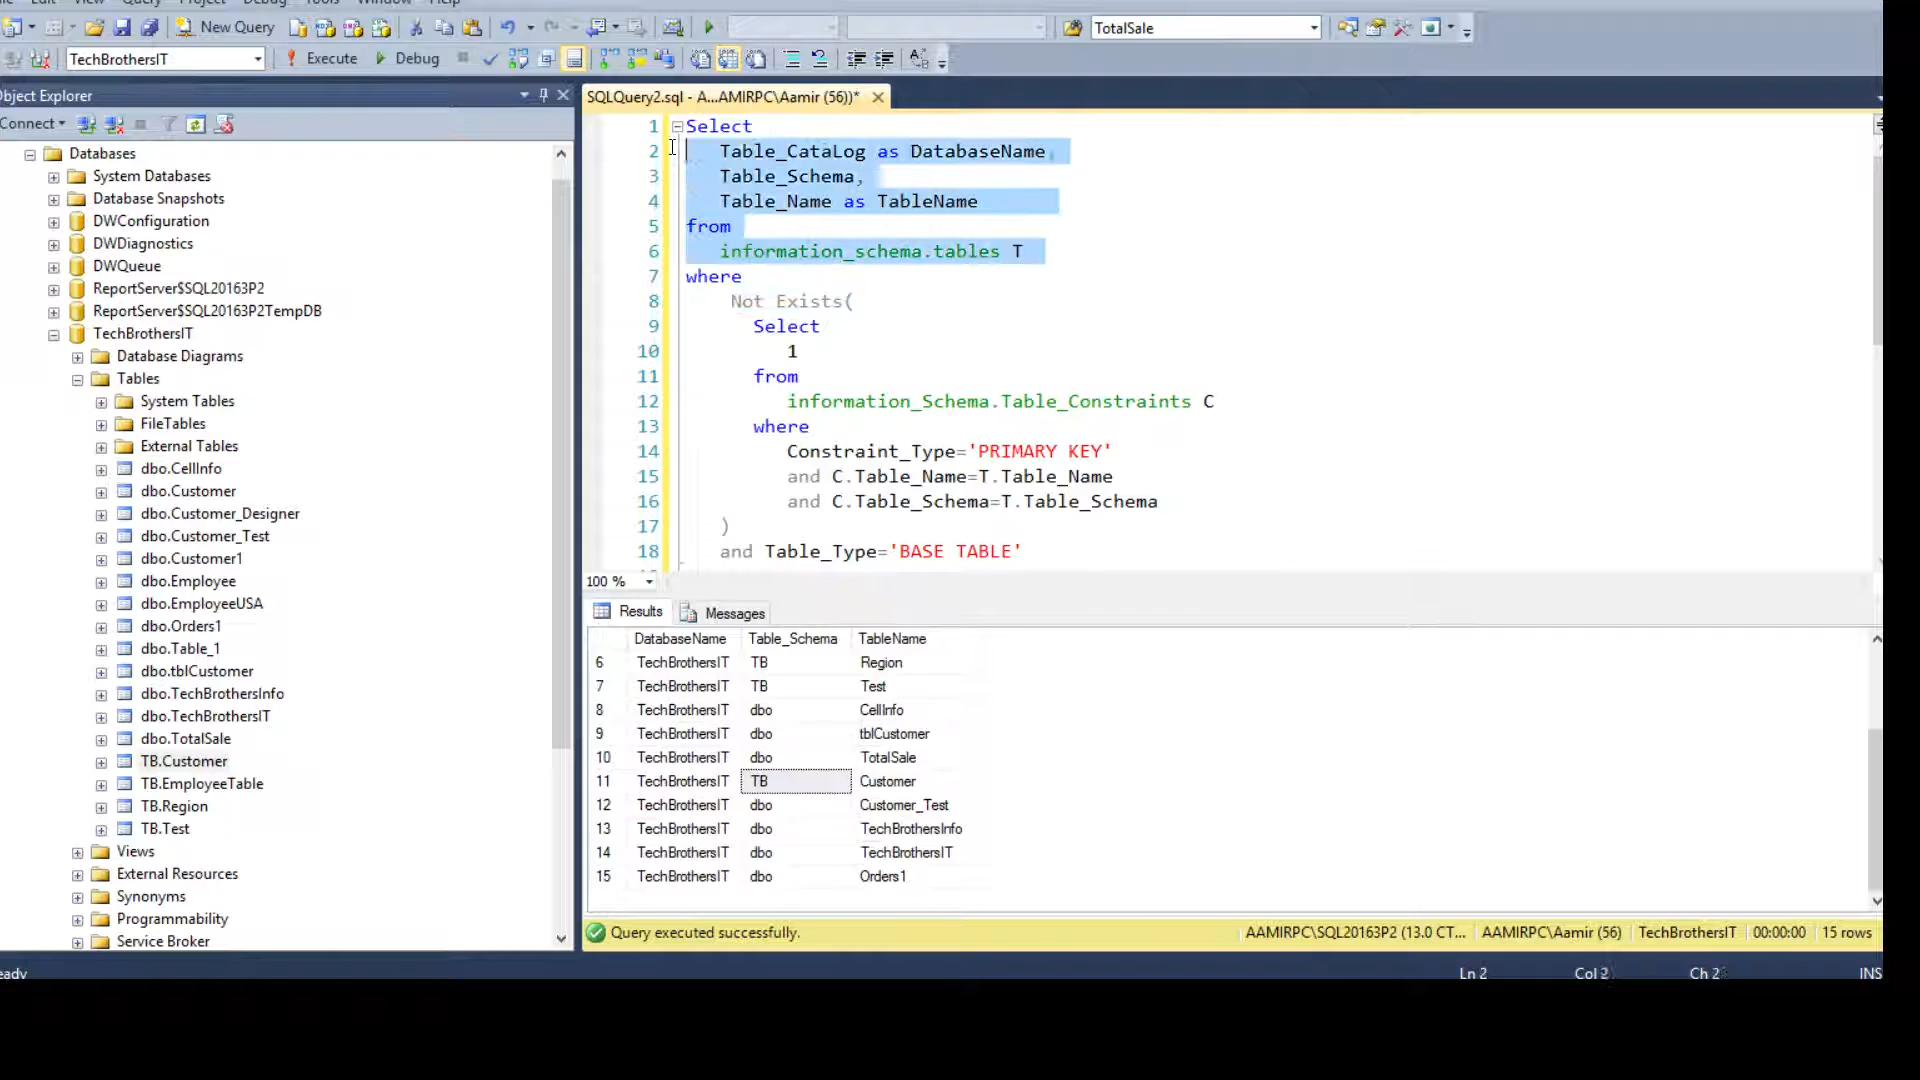 New Query
TotalSale
TechBrothersIT
Execute
Debug
Object Explorer
Connect
Databases
System Databases
Database Snapshots
DWConfiguration
DWDiagnostics
DWQueue
ReportServer$SQL20163P2
ReportServer$SQL20163P2TempDB
TechBrothersIT
Database Diagrams
Tables
System Tables
FileTables
External Tables
dbo.CellInfo
dbo.Customer
dbo.Customer_Designer
dbo.Customer_Test
dbo.Customer1
dbo.Employee
dbo.EmployeeUSA
dbo.Orders1
dbo.Table_1
dbo.tblCustomer
dbo.TechBrothersInfo
dbo.TechBrothersIT
dbo.TotalSale
TB.Customer
TB.EmployeeTable
TB.Region
TB.Test
Views
External Resources
Synonyms
Programmability
Service Broker
SQLQuery2.sql - A...AMIRPC\Aamir (56))*
1 Select
2 Table_CataLog as DatabaseName,
3 Table_Schema,
4 Table_Name as TableName
5 from
6 information_schema.tables T
7 where
8 Not Exists(
9 Select
10 1
11 from
12 information_Schema.Table_Constraints C
13 where
14 Constraint_Type='PRIMARY KEY'
15 and C.Table_Name=T.Table_Name
16 and C.Table_Schema=T.Table_Schema
17 )
18 and Table_Type='BASE TABLE'
100 %
Results Messages
DatabaseName Table_Schema TableName
6 TechBrothersIT TB Region
7 TechBrothersIT TB Test
8 TechBrothersIT dbo CellInfo
9 TechBrothersIT dbo tblCustomer
10 TechBrothersIT dbo TotalSale
11 TechBrothersIT TB Customer
12 TechBrothersIT dbo Customer_Test
13 TechBrothersIT dbo TechBrothersInfo
14 TechBrothersIT dbo TechBrothersIT
15 TechBrothersIT dbo Orders1
Query executed successfully. AAMIRPC\SQL20163P2 (13.0 CT... AAMIRPC\Aamir (56) TechBrothersIT 00:00:00 15 rows
eady Ln 2 Col 2 Ch 2 INS